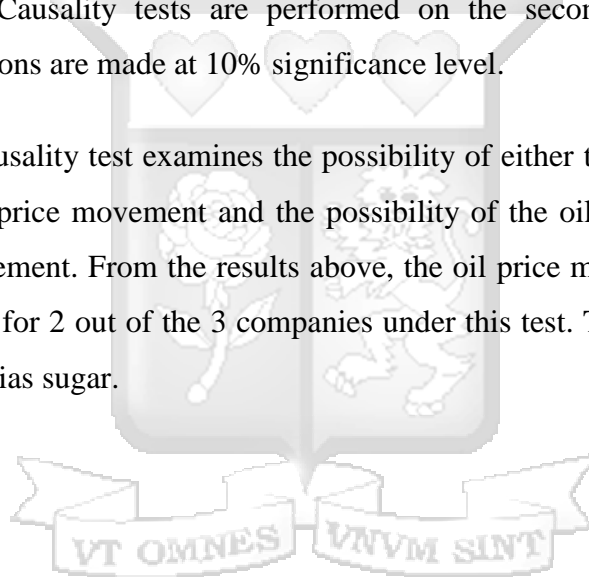 Causality tests are performed on the secon
ons are made at 10% significance level.
usality test examines the possibility of either t
price movement and the possibility of the oil
ement. From the results above, the oil price m
for 2 out of the 3 companies under this test. T
ias sugar.
VT OMNES VNVM SINT